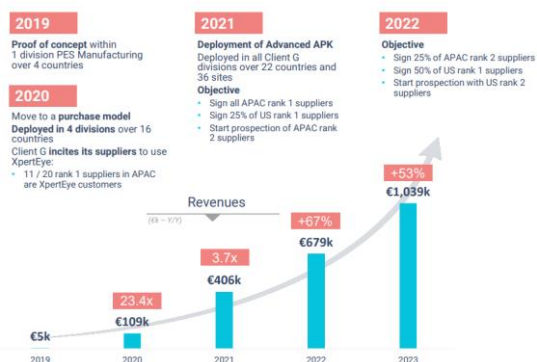 2019
Proof of concept within
1 division PES Manufacturing
over 4 countries
2020
Move to a purchase model
Deployed in 4 divisions over 16
countries
Client G incites its suppliers to use
XpertEye:
• 11 / 20 rank 1 suppliers in APAC
are XpertEye customers
2021
Deployment of Advanced APK
Deployed in all Client G
divisions over 22 countries and
36 sites
Objective
• Sign all APAC rank 1 suppliers
• Sign 25% of US rank 1 suppliers
• Start prospection of APAC rank
2 suppliers
2022
Objective
• Sign 25% of APAC rank 2 suppliers
• Sign 50% of US rank 1 suppliers
• Start prospection with US rank 2
suppliers
Revenues
(€k – Y/Y)
€5k
23.4x
€109k
3.7x
€406k
+67%
€679k
+53%
€1,039k
2019
2020
2021
2022
2023